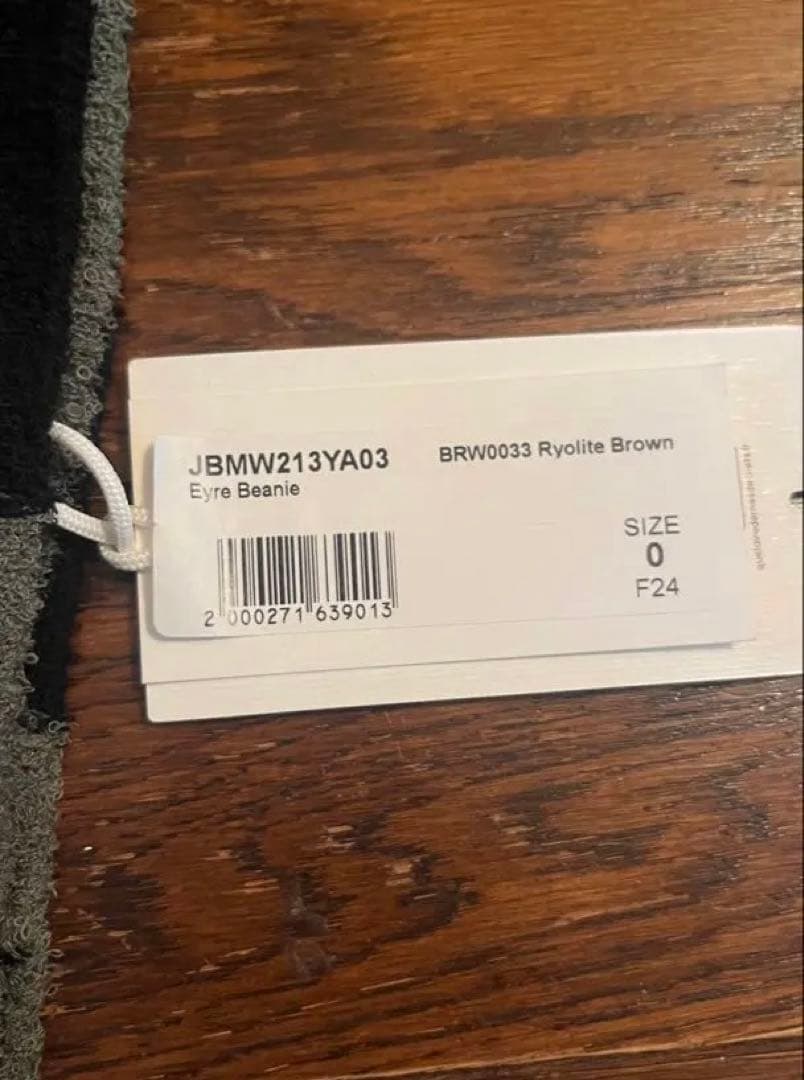 JBMW213YA03
Eyre Beanie
BRW0033 Ryolite Brown
2 000271 639013
SIZE
0
F24